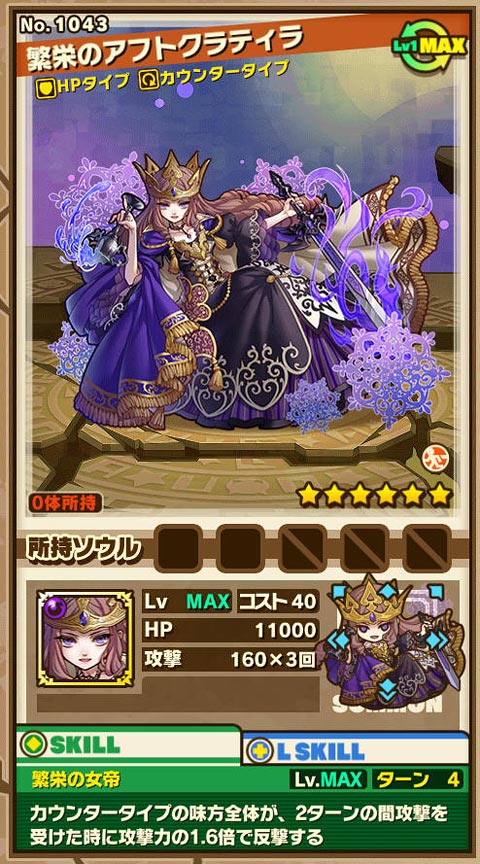 No. 1043
繁栄のアフトクラティラ
Lv1 MAX
HPタイプ カウンタータイプ
0体所持
所持ソウル
Lv MAX コスト 40
HP 11000
攻撃 160×3回
SUMMON
SKILL
L SKILL
繁栄の女帝 Lv.MAX ターン 4
カウンタータイプの味方全体が、2ターンの間攻撃を
受けた時に攻撃力の1.6倍で反撃する